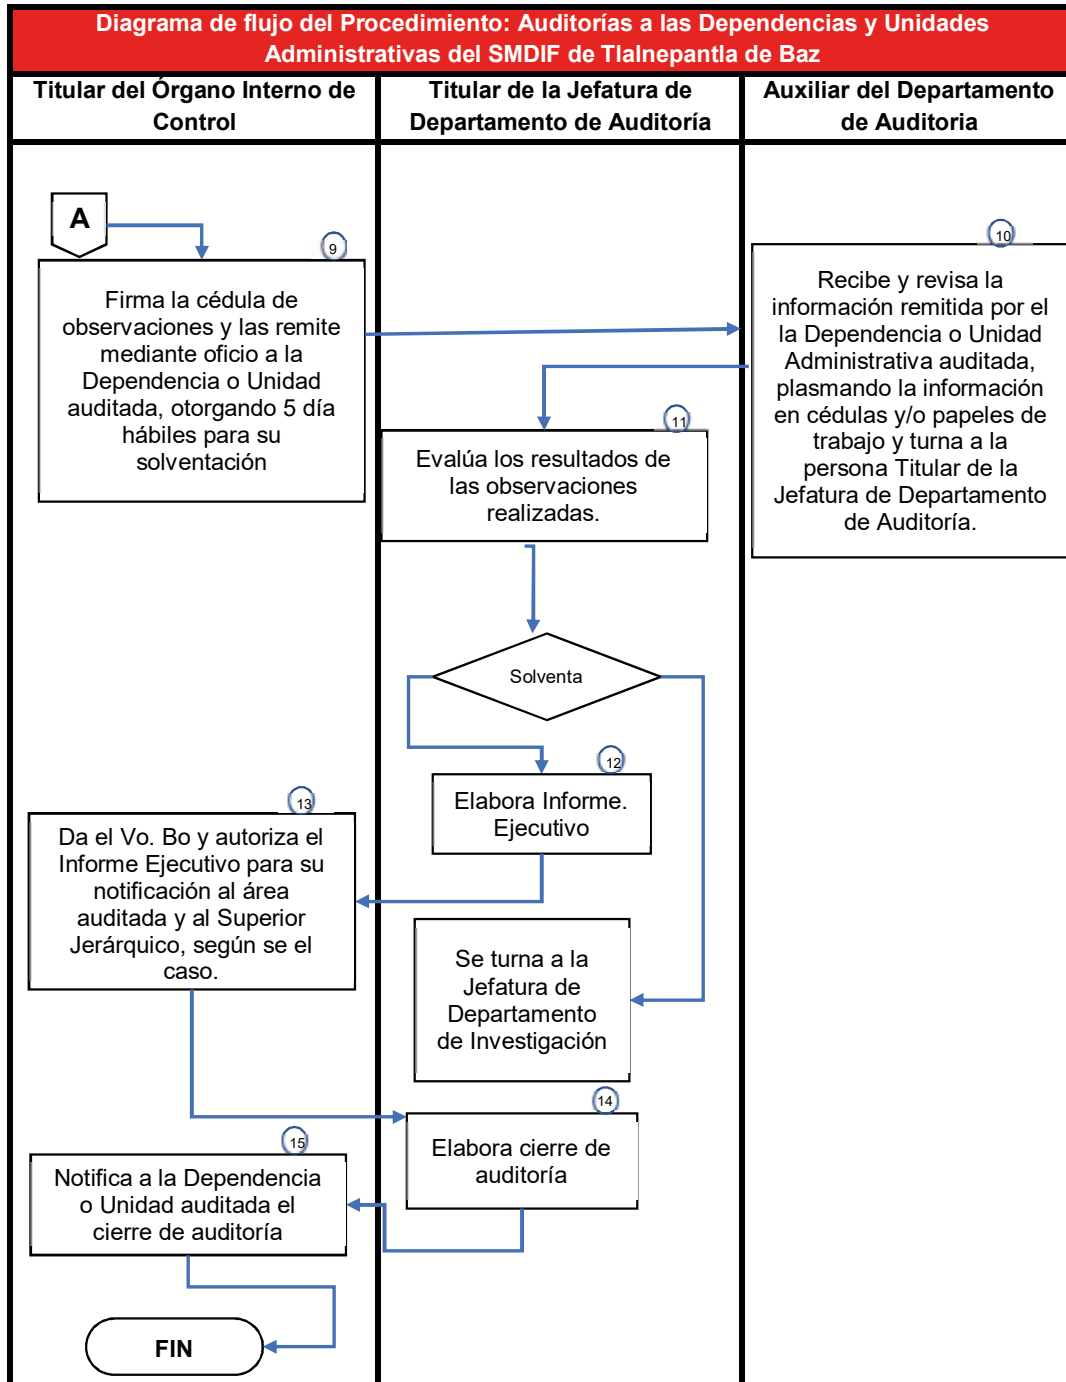 Diagrama de flujo del Procedimiento: Auditorías a las Dependencias y Unidades
Administrativas del SMDIF de Tlalnepantla de Baz
Titular del Órgano Interno de
Control
Titular de la Jefatura de
Departamento de Auditoría
Auxiliar del Departamento
de Auditoria
A
9
Firma la cédula de
observaciones y las remite
mediante oficio a la
Dependencia o Unidad
auditada, otorgando 5 día
hábiles para su
solventación
10
Recibe y revisa la
información remitida por el
la Dependencia o Unidad
Administrativa auditada,
plasmando la información
en cédulas y/o papeles de
trabajo y turna a la
persona Titular de la
Jefatura de Departamento
de Auditoría.
11
Evalúa los resultados de
las observaciones
realizadas.
Solventa
12
Elabora Informe.
Ejecutivo
13
Da el Vo. Bo y autoriza el
Informe Ejecutivo para su
notificación al área
auditada y al Superior
Jerárquico, según se el
caso.
Se turna a la
Jefatura de
Departamento
de Investigación
14
Elabora cierre de
auditoría
15
Notifica a la Dependencia
o Unidad auditada el
cierre de auditoría
FIN